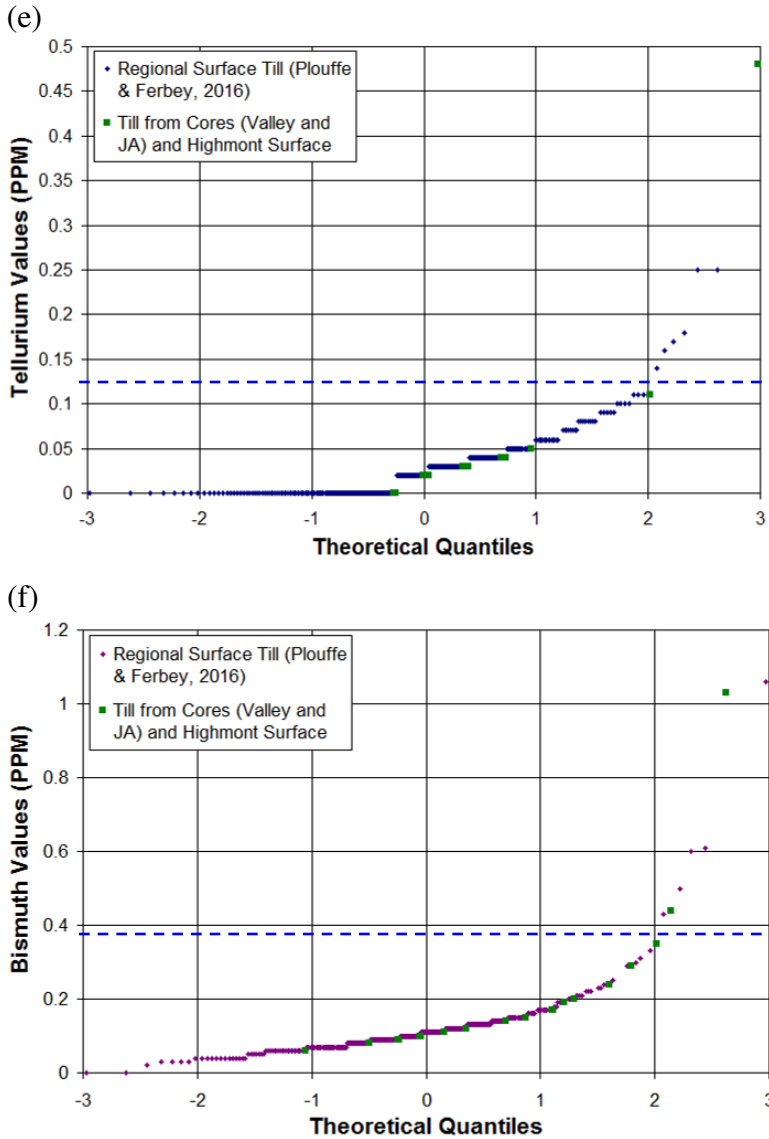 (e)
0.5
Regional Surface Till (Plouffe
& Ferbey, 2016)
Till from Cores (Valley and
JA) and Highmont Surface
0.45
0.4
0.35
0.3
0.25
0.2
0.15
0.1
0.05
0
Tellurium Values (PPM)
-3 -2 -1 0 1 2 3
Theoretical Quantiles
(f)
1.2
Regional Surface Till (Plouffe
& Ferbey, 2016)
Till from Cores (Valley and
JA) and Highmont Surface
1
0.8
0.6
0.4
0.2
0
Bismuth Values (PPM)
-3 -2 -1 0 1 2 3
Theoretical Quantiles